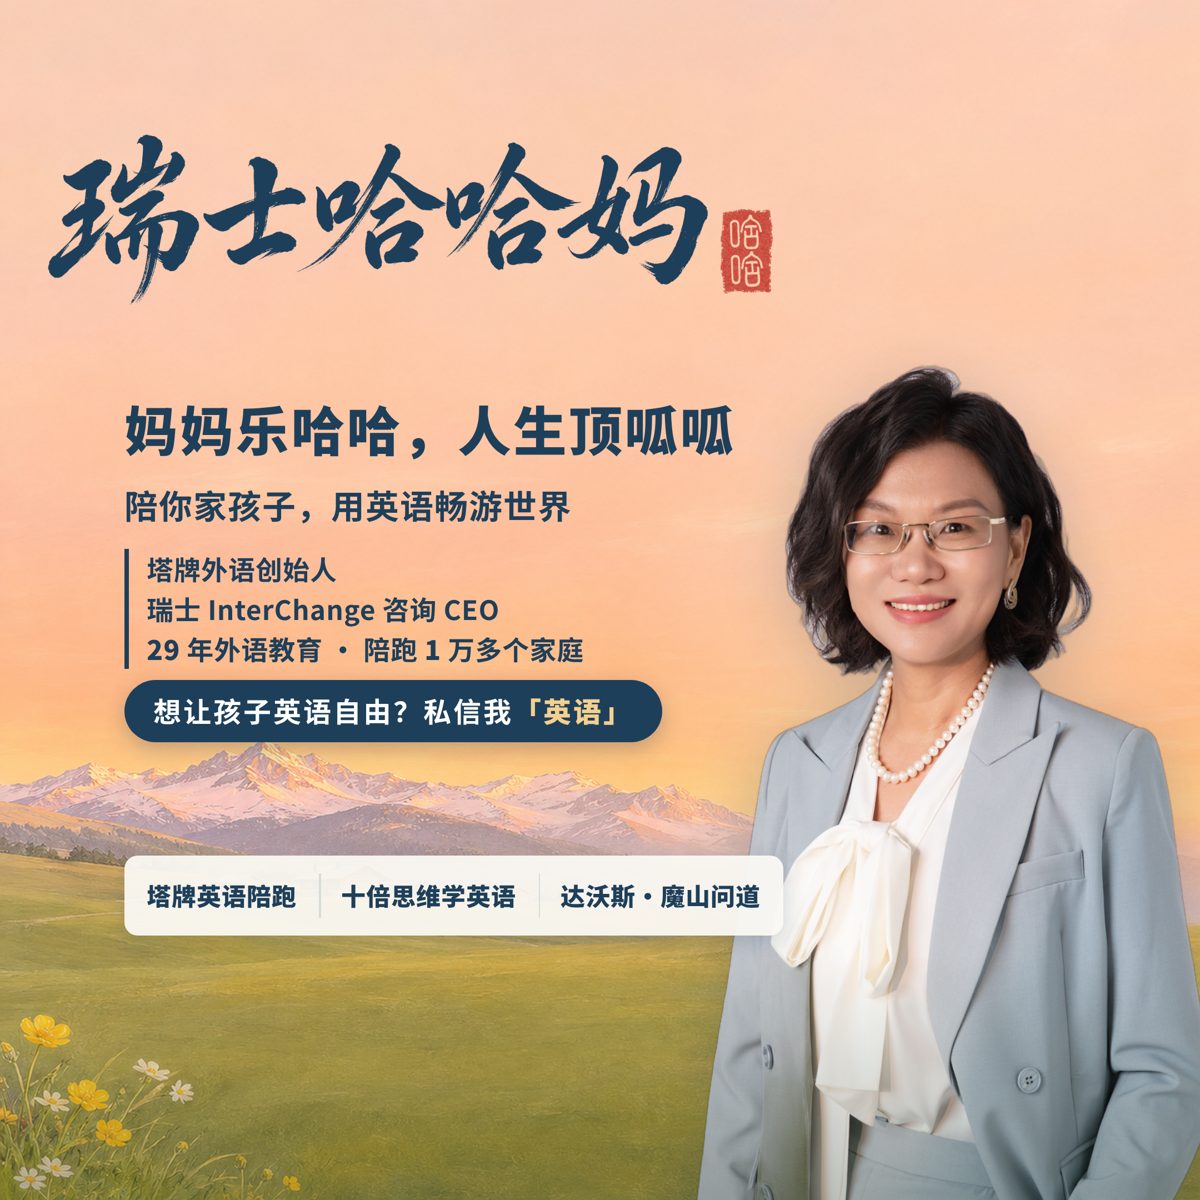 瑞士哈哈妈
哈哈
妈妈乐哈哈，人生顶呱呱
陪你家孩子，用英语畅游世界
塔牌外语创始人
瑞士 InterChange 咨询 CEO
29 年外语教育 · 陪跑 1 万多个家庭
想让孩子英语自由？私信我「英语」
塔牌英语陪跑
十倍思维学英语
达沃斯·魔山问道